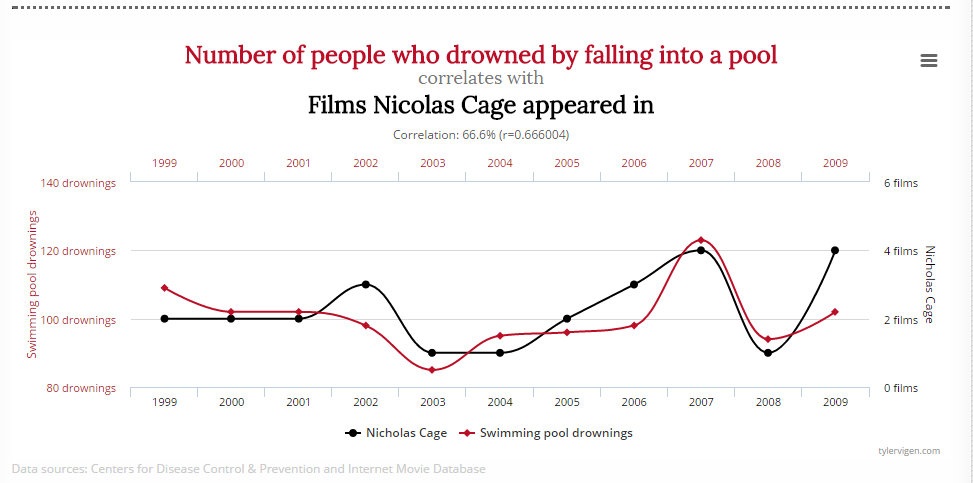 Number of people who drowned by falling into a pool
correlates with
Films Nicolas Cage appeared in
Correlation: 66.6% (r=0.666004)
1999 2000 2001 2002 2003 2004 2005 2006 2007 2008 2009
140 drownings 6 films
120 drownings 4 films
100 drownings 2 films
80 drownings 0 films
Swimming pool drownings
Nicholas Cage
1999 2000 2001 2002 2003 2004 2005 2006 2007 2008 2009
Nicholas Cage Swimming pool drownings
tylervigen.com
Data sources: Centers for Disease Control & Prevention and Internet Movie Database